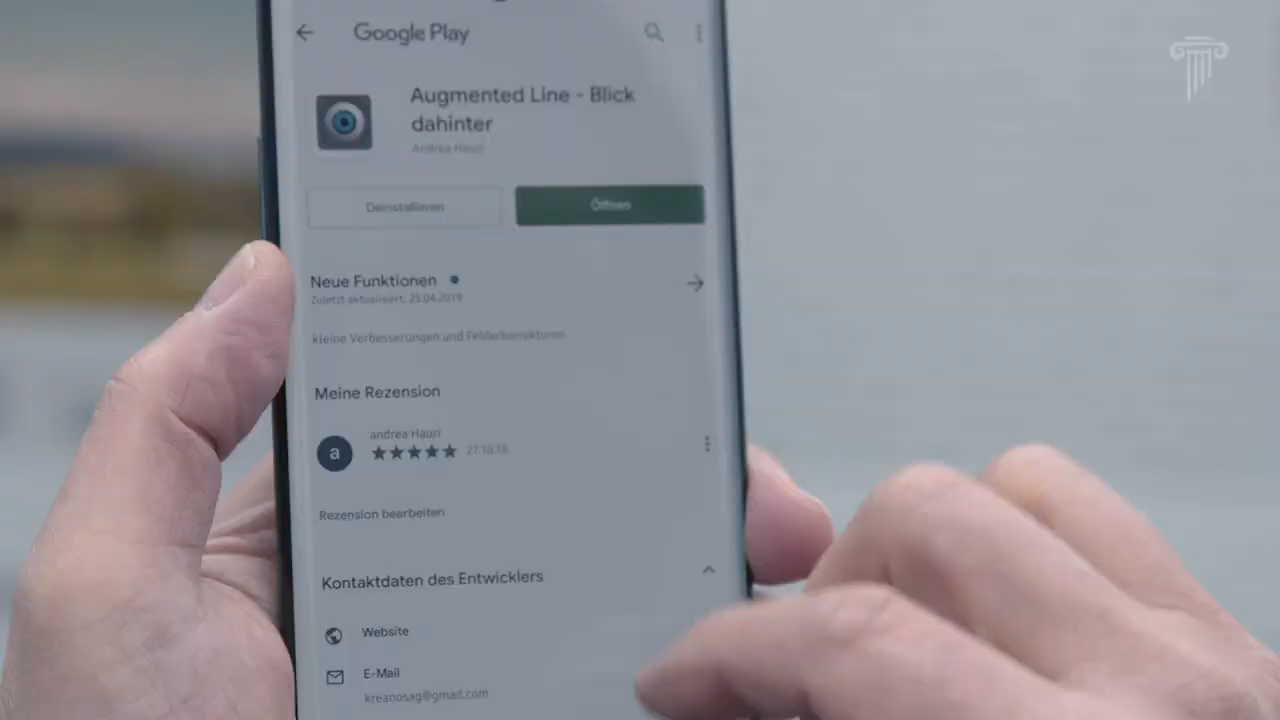 Google Play
Augmented Line - Blick
dahinter
Andrea Hauri
Deinstallieren
Öffnen
Neue Funktionen
Zuletzt aktualisiert, 25.04.2019
kleine Verbesserungen und Fehlerkorrekturen
Meine Rezension
a
andrea Hauri
27.10.18
Rezension bearbeiten
Kontaktdaten des Entwicklers
Website
E-Mail
kreanosag@gmail.com